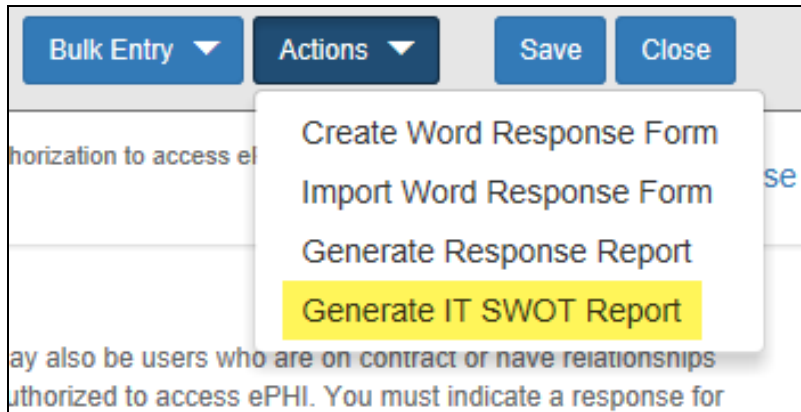 Bulk Entry Actions Save Close
Create Word Response Form
horization to access
se
Import Word Response Form
Generate Response Report
Generate IT SWOT Report
ay also be users who are on contract or have relationships
uthorized to access ePHI. You must indicate a response for